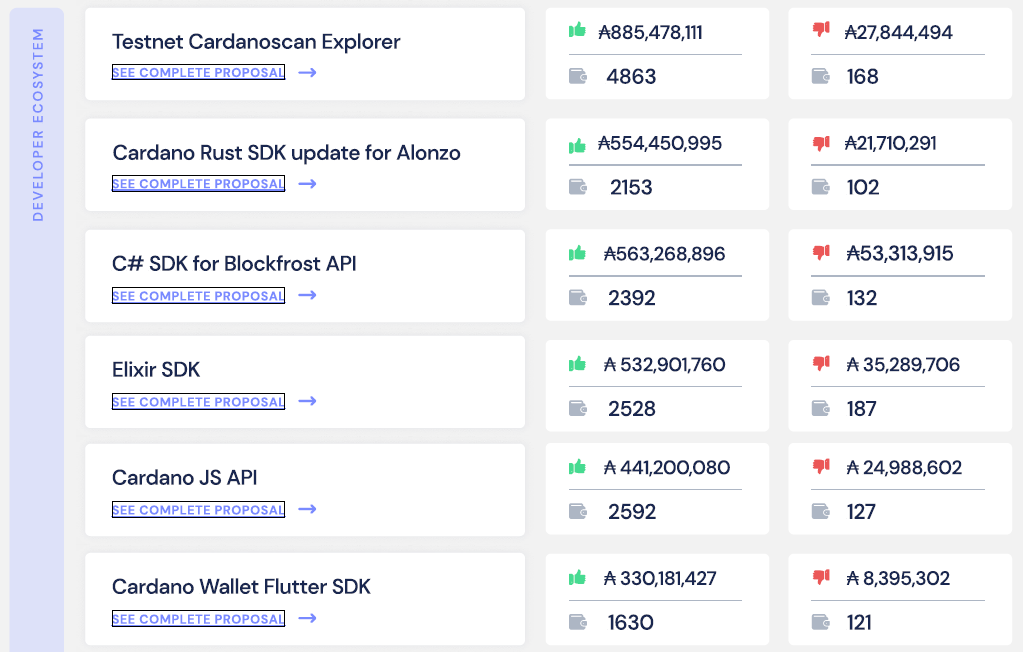 DEVELOPER ECOSYSTEM
Testnet Cardanoscan Explorer
SEE COMPLETE PROPOSAL →
₳885,478,111
4863
₳27,844,494
168
Cardano Rust SDK update for Alonzo
SEE COMPLETE PROPOSAL →
₳554,450,995
2153
₳21,710,291
102
C# SDK for Blockfrost API
SEE COMPLETE PROPOSAL →
₳563,268,896
2392
₳53,313,915
132
Elixir SDK
SEE COMPLETE PROPOSAL →
₳ 532,901,760
2528
₳ 35,289,706
187
Cardano JS API
SEE COMPLETE PROPOSAL →
₳ 441,200,080
2592
₳ 24,988,602
127
Cardano Wallet Flutter SDK
SEE COMPLETE PROPOSAL →
₳ 330,181,427
1630
₳ 8,395,302
121